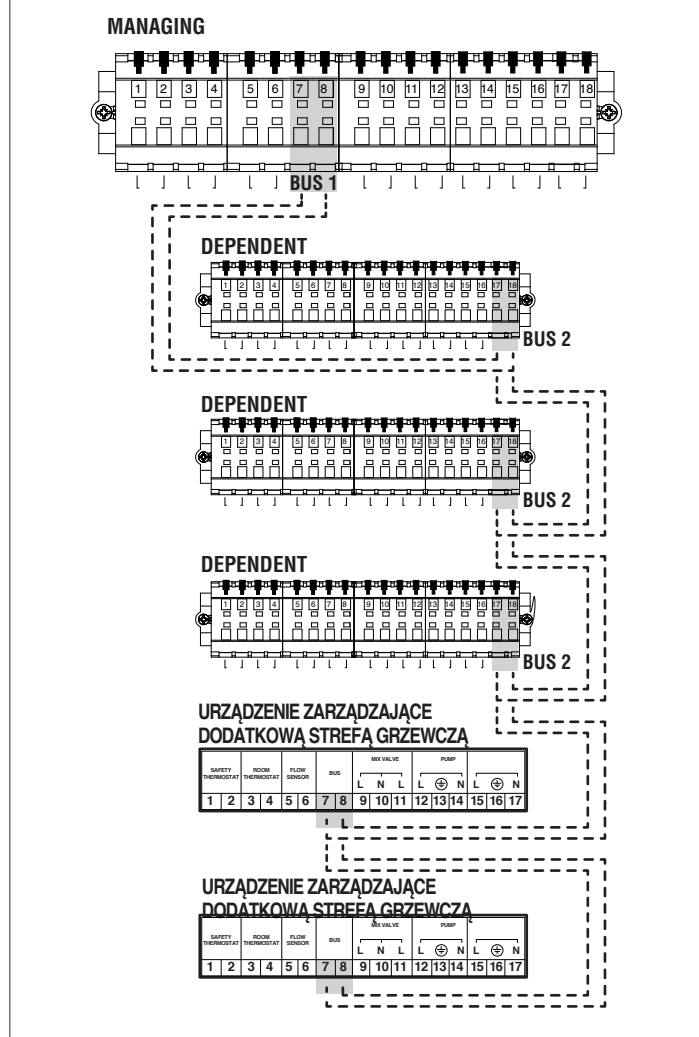 MANAGING
1 2 3 4 5 6 7 8 9 10 11 12 13 14 15 16 17 18
BUS 1
DEPENDENT
1 2 3 4 5 6 7 8 9 10 11 12 13 14 15 16 17 18
BUS 2
DEPENDENT
1 2 3 4 5 6 7 8 9 10 11 12 13 14 15 16 17 18
BUS 2
DEPENDENT
1 2 3 4 5 6 7 8 9 10 11 12 13 14 15 16 17 18
BUS 2
URZĄDZENIE ZARZĄDZAJĄCE
DODATKOWĄ STREFĄ GRZEWCZĄ
SAFETY THERMOSTAT ROOM THERMOSTAT FLOW SENSOR BUS MIX VALVE PUMP
L N L L N L N
1 2 3 4 5 6 7 8 9 10 11 12 13 14 15 16 17
URZĄDZENIE ZARZĄDZAJĄCE
DODATKOWĄ STREFĄ GRZEWCZĄ
SAFETY THERMOSTAT ROOM THERMOSTAT FLOW SENSOR BUS MIX VALVE PUMP
L N L L N L N
1 2 3 4 5 6 7 8 9 10 11 12 13 14 15 16 17